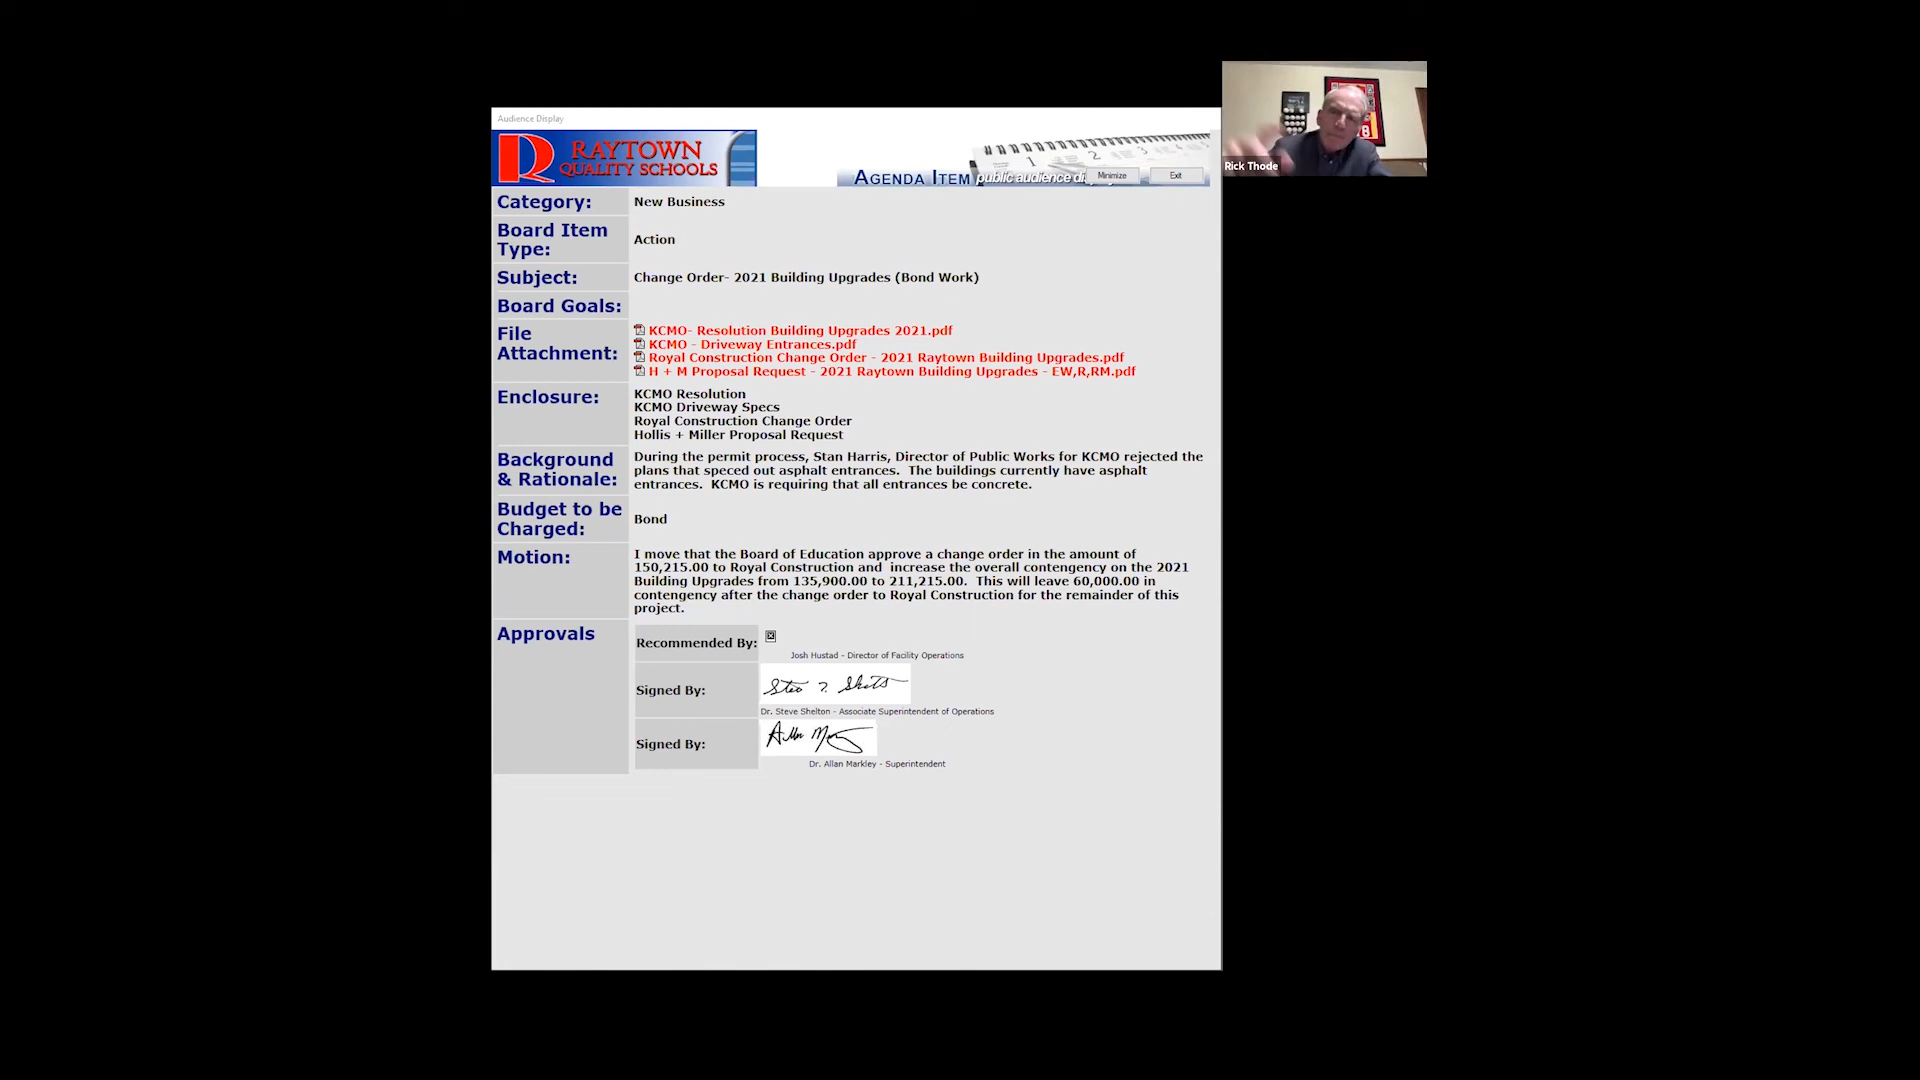 Audience Display
RAYTOWN
QUALITY SCHOOLS
AGENDA ITEM public audience di
Minimize
Exit
Rick Thode
Category:
New Business
Board Item
Type:
Action
Subject:
Change Order- 2021 Building Upgrades (Bond Work)
Board Goals:
File
Attachment:
KCMO- Resolution Building Upgrades 2021.pdf
KCMO - Driveway Entrances.pdf
Royal Construction Change Order - 2021 Raytown Building Upgrades.pdf
H + M Proposal Request - 2021 Raytown Building Upgrades - EW,R,RM.pdf
Enclosure:
KCMO Resolution
KCMO Driveway Specs
Royal Construction Change Order
Hollis + Miller Proposal Request
Background
& Rationale:
During the permit process, Stan Harris, Director of Public Works for KCMO rejected the
plans that speced out asphalt entrances.  The buildings currently have asphalt
entrances.  KCMO is requiring that all entrances be concrete.
Budget to be
Charged:
Bond
Motion:
I move that the Board of Education approve a change order in the amount of
150,215.00 to Royal Construction and  increase the overall contengency on the 2021
Building Upgrades from 135,900.00 to 211,215.00.  This will leave 60,000.00 in
contengency after the change order to Royal Construction for the remainder of this
project.
Approvals
Recommended By:
Josh Hustad - Director of Facility Operations
Signed By:
Dr. Steve Shelton - Associate Superintendent of Operations
Signed By:
Dr. Allan Markley - Superintendent